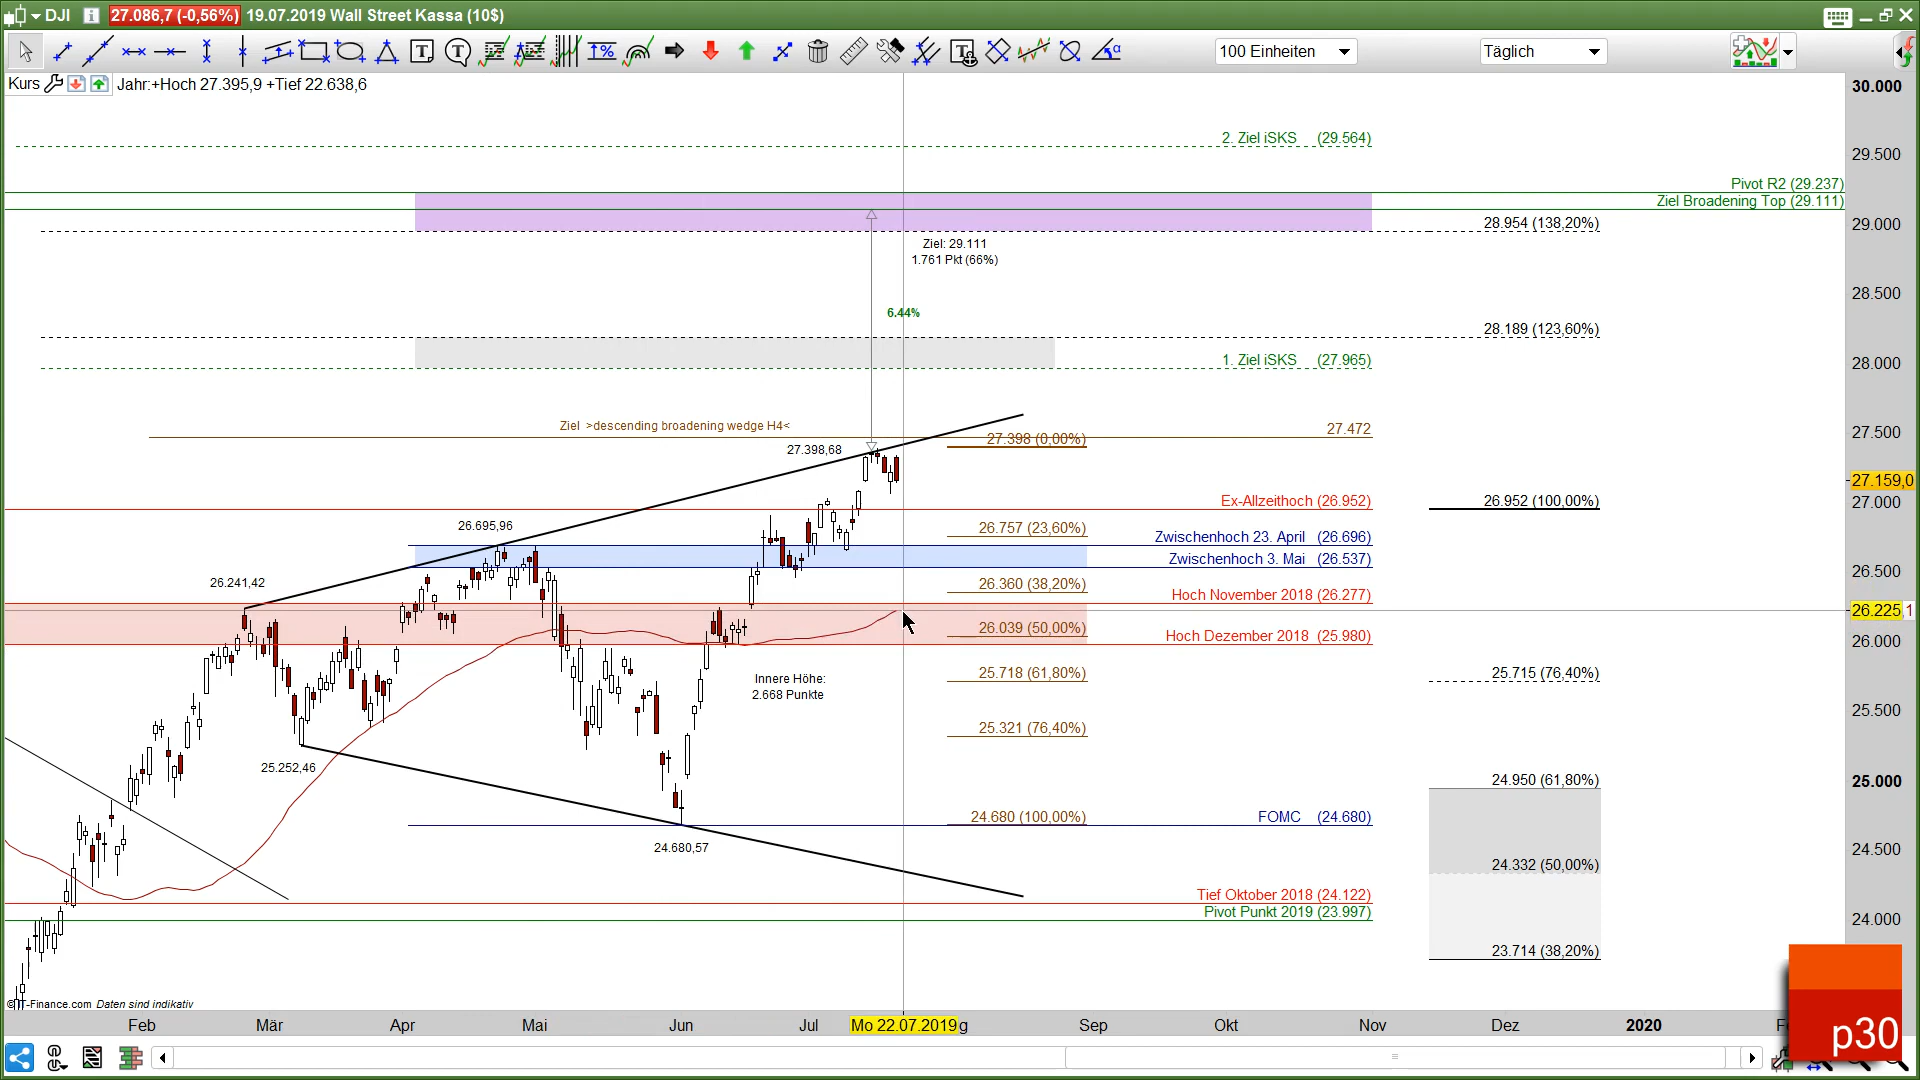 DJI 27.086,7 (-0,56%) 19.07.2019 Wall Street Kassa (10$)
100 Einheiten
Täglich
Kurs Jahr:+Hoch 27.395,9 +Tief 22.638,6
30.000
2. Ziel iSKS (29.564)
29.500
Pivot R2 (29.237)
Ziel Broadening Top (29.111)
28.954 (138,20%)
29.000
Ziel: 29.111
1.761 Pkt (66%)
28.500
6.44%
28.189 (123,60%)
1. Ziel iSKS (27.965)
28.000
Ziel >descending broadening wedge H4<
27.472
27.500
27.398 (0,00%)
27.398,68
27.159,0
Ex-Allzeithoch (26.952)
26.952 (100,00%)
27.000
26.695,96
26.757 (23,60%)
Zwischenhoch 23. April (26.696)
Zwischenhoch 3. Mai (26.537)
26.500
26.241,42
26.360 (38,20%)
Hoch November 2018 (26.277)
26.225,1
26.039 (50,00%)
Hoch Dezember 2018 (25.980)
26.000
Innere Höhe:
2.668 Punkte
25.718 (61,80%)
25.715 (76,40%)
25.500
25.321 (76,40%)
25.252,46
24.950 (61,80%)
25.000
24.680 (100,00%)
FOMC (24.680)
24.680,57
24.500
24.332 (50,00%)
Tief Oktober 2018 (24.122)
Pivot Punkt 2019 (23.997)
24.000
23.714 (38,20%)
©IT-Finance.com Daten sind indikativ
Feb Mär Apr Mai Jun Jul Mo 22.07.2019 g Sep Okt Nov Dez 2020
p30